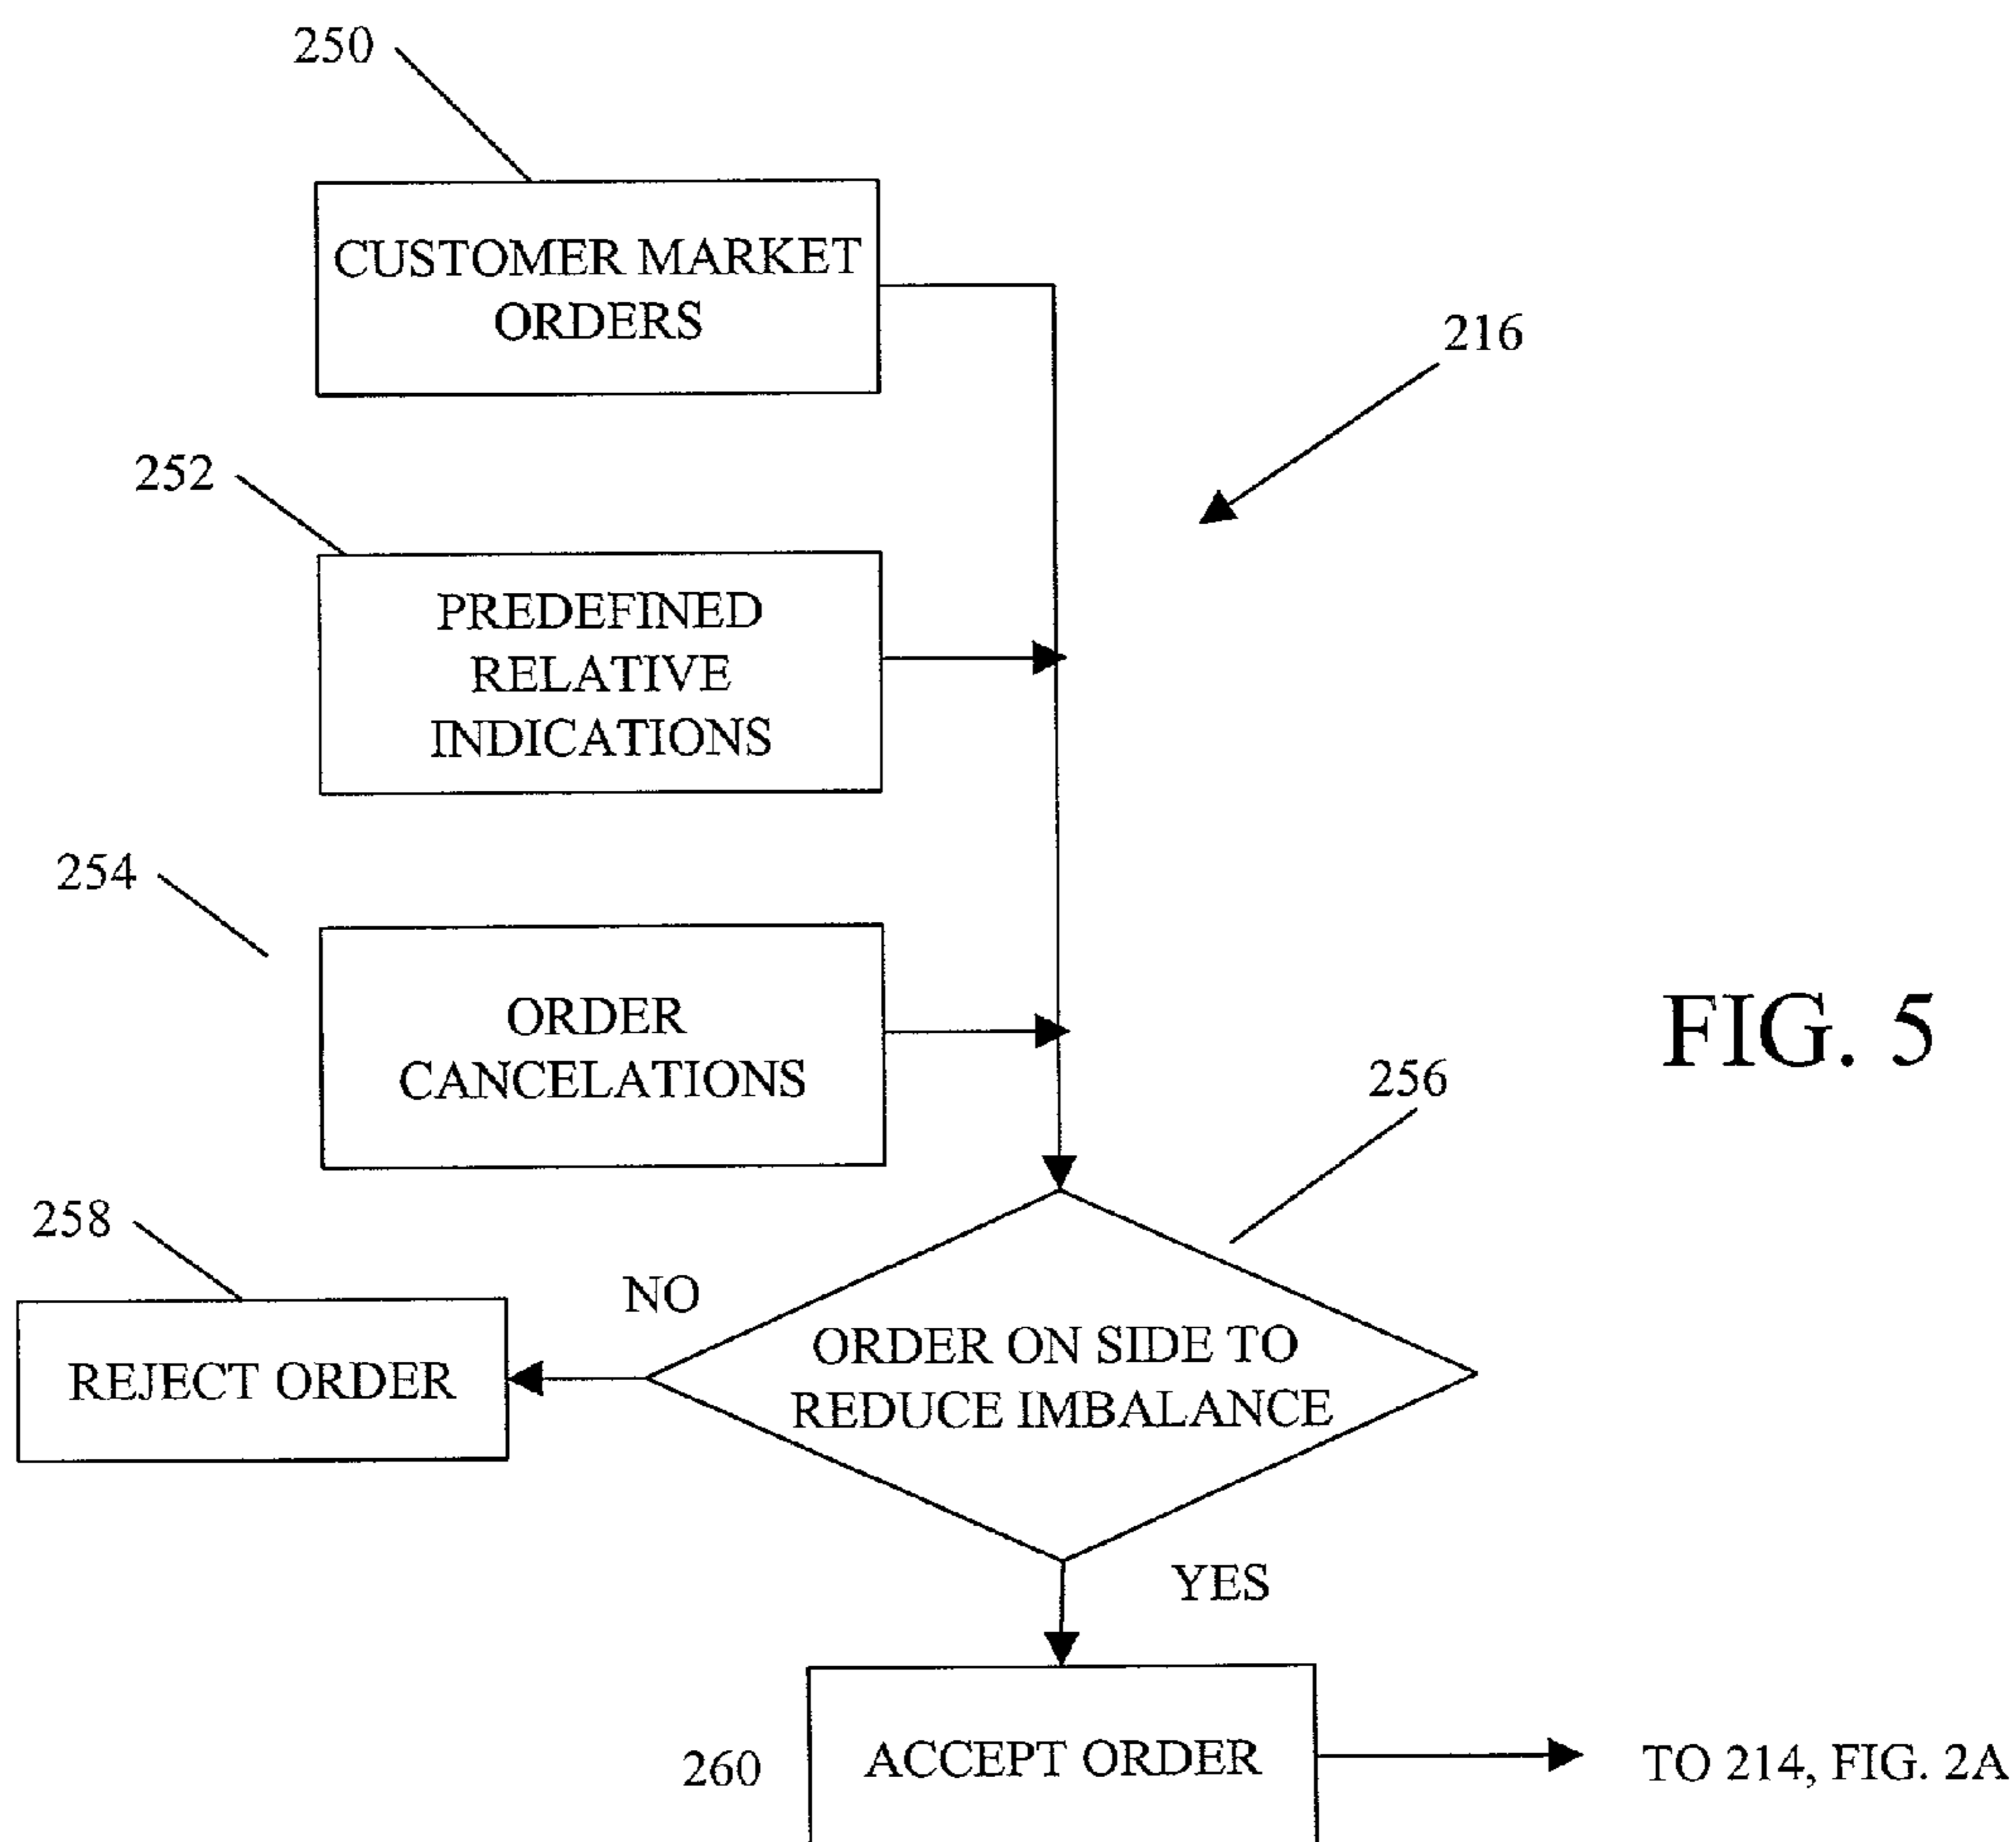 250
CUSTOMER MARKET
ORDERS
216
252
PREDEFINED
RELATIVE
INDICATIONS
254
ORDER
CANCELATIONS
FIG. 5
256
258
NO
ORDER ON SIDE TO
REDUCE IMBALANCE
REJECT ORDER
YES
260
ACCEPT ORDER
TO 214, FIG. 2A